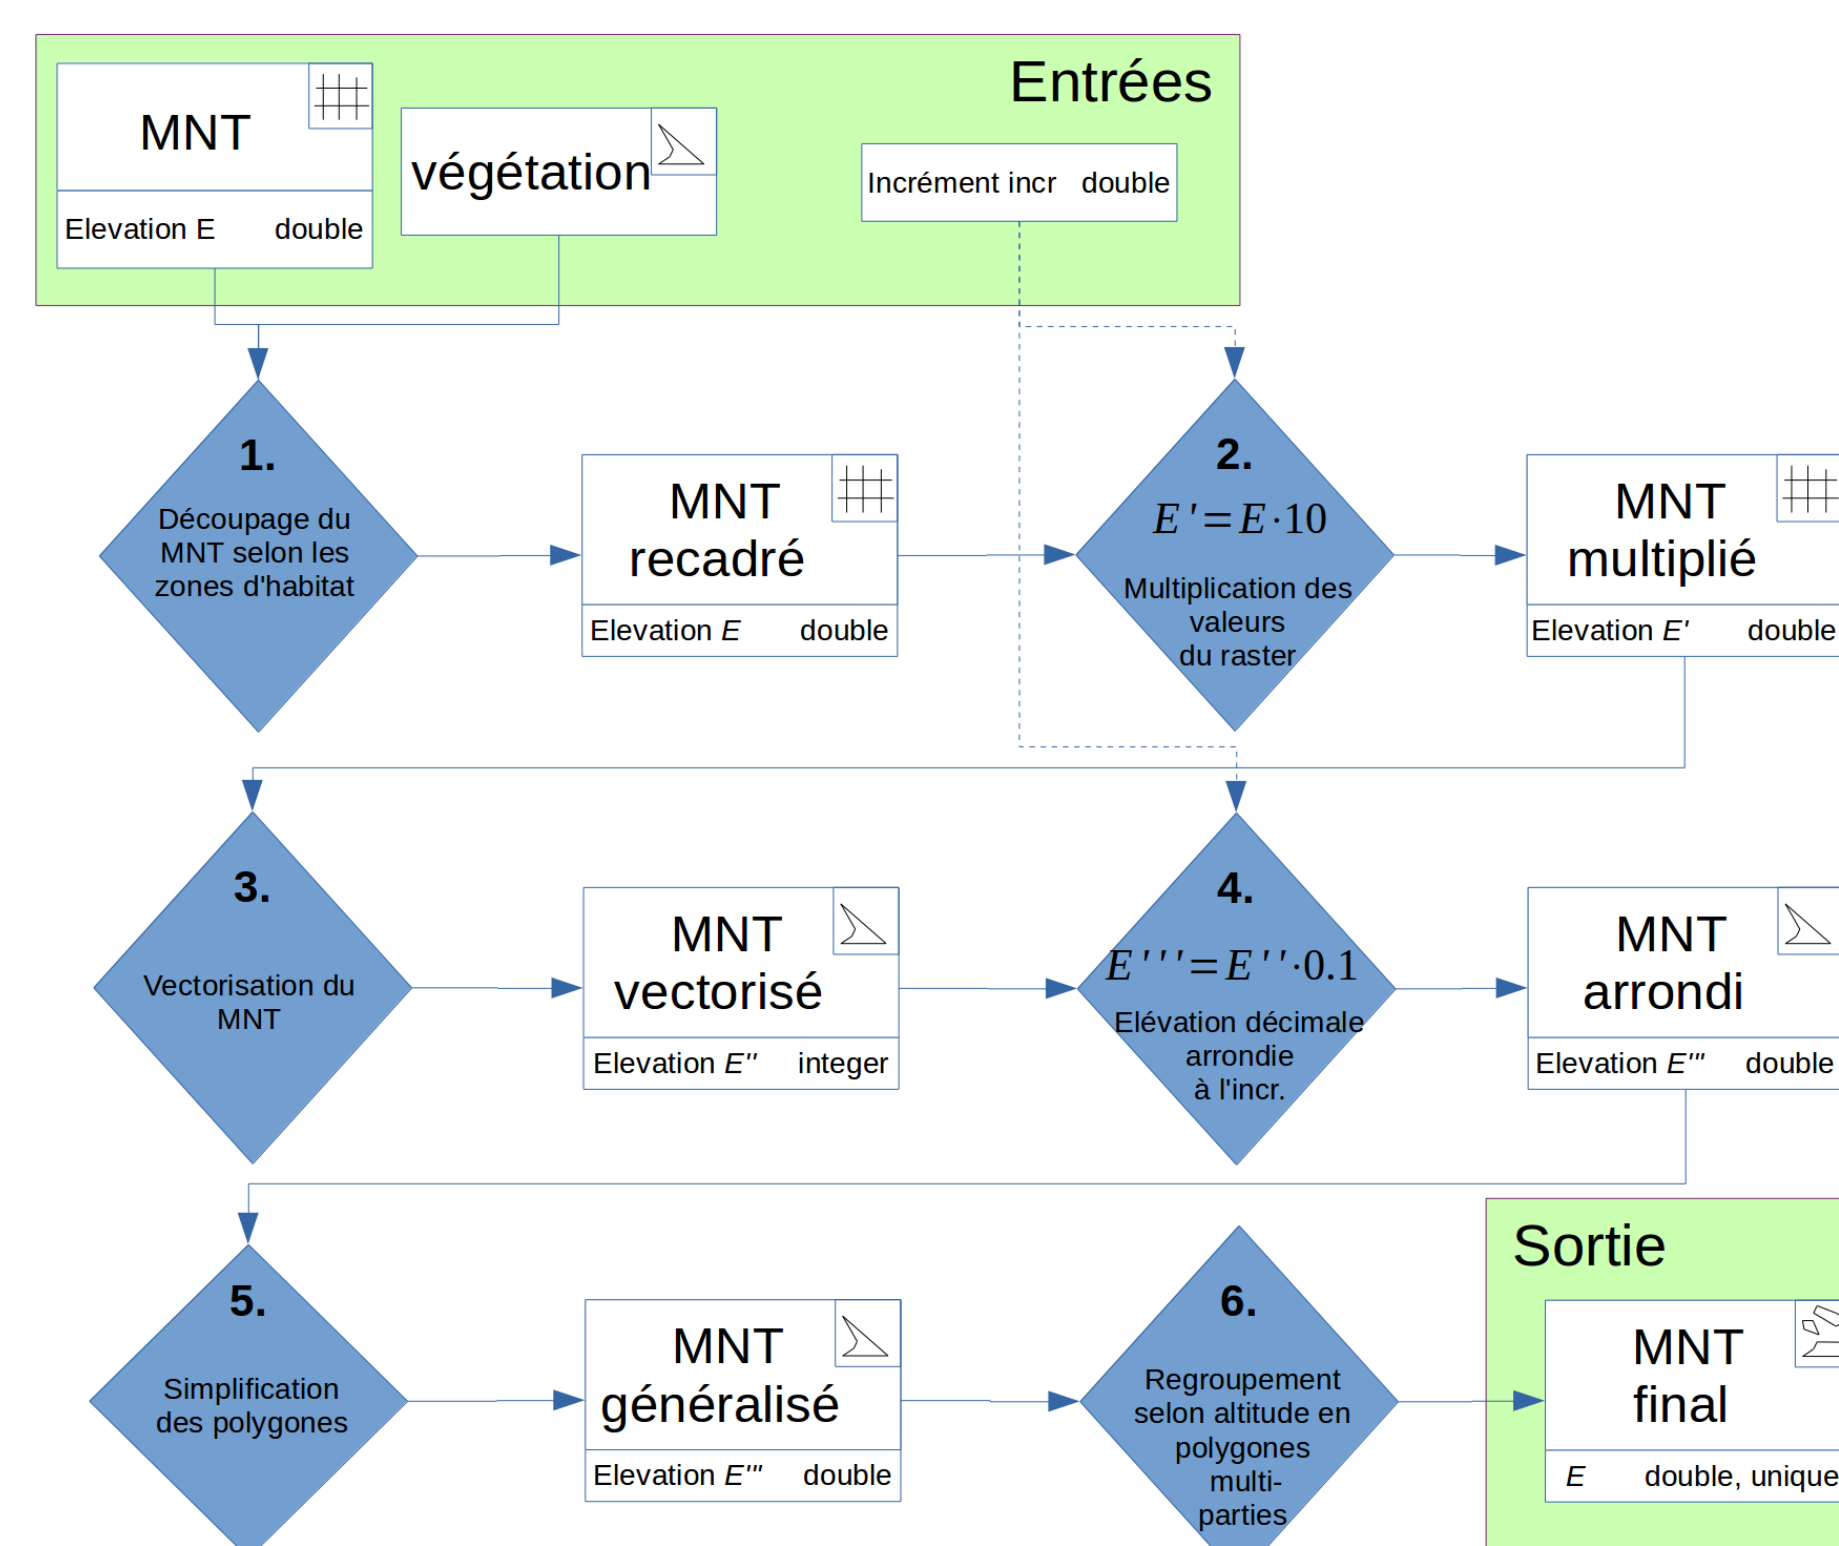 Entrées
MNT
Elevation E double
végétation
Incrément incr double
1.
Découpage du
MNT selon les
zones d'habitat
MNT
recadré
Elevation E double
2.
E'=E·10
Multiplication des
valeurs
du raster
MNT
multiplié
Elevation E' double
3.
Vectorisation du
MNT
MNT
vectorisé
Elevation E'' integer
4.
E'''=E''·0.1
Elévation décimale
arrondie
à l'incr.
MNT
arrondi
Elevation E''' double
5.
Simplification
des polygones
MNT
généralisé
Elevation E''' double
6.
Regroupement
selon altitude en
polygones
multi-
parties
Sortie
MNT
final
E double, unique